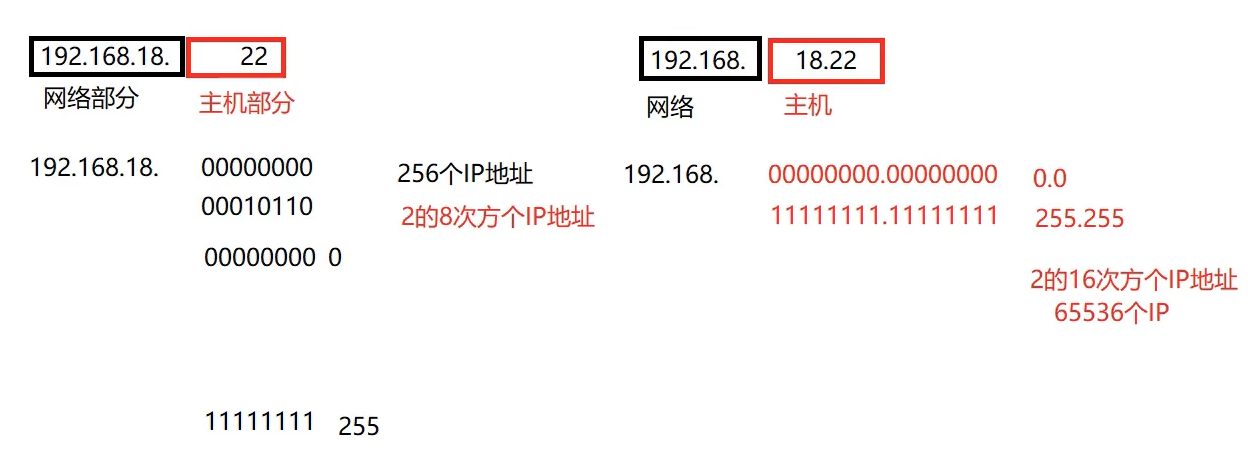 192.168.18. 22
网络部分 主机部分
192.168.18. 00000000 256个IP地址
00010110 2的8次方个IP地址
00000000 0
11111111 255
192.168. 18.22
网络 主机
192.168. 00000000.00000000 0.0
11111111.11111111 255.255
2的16次方个IP地址
65536个IP